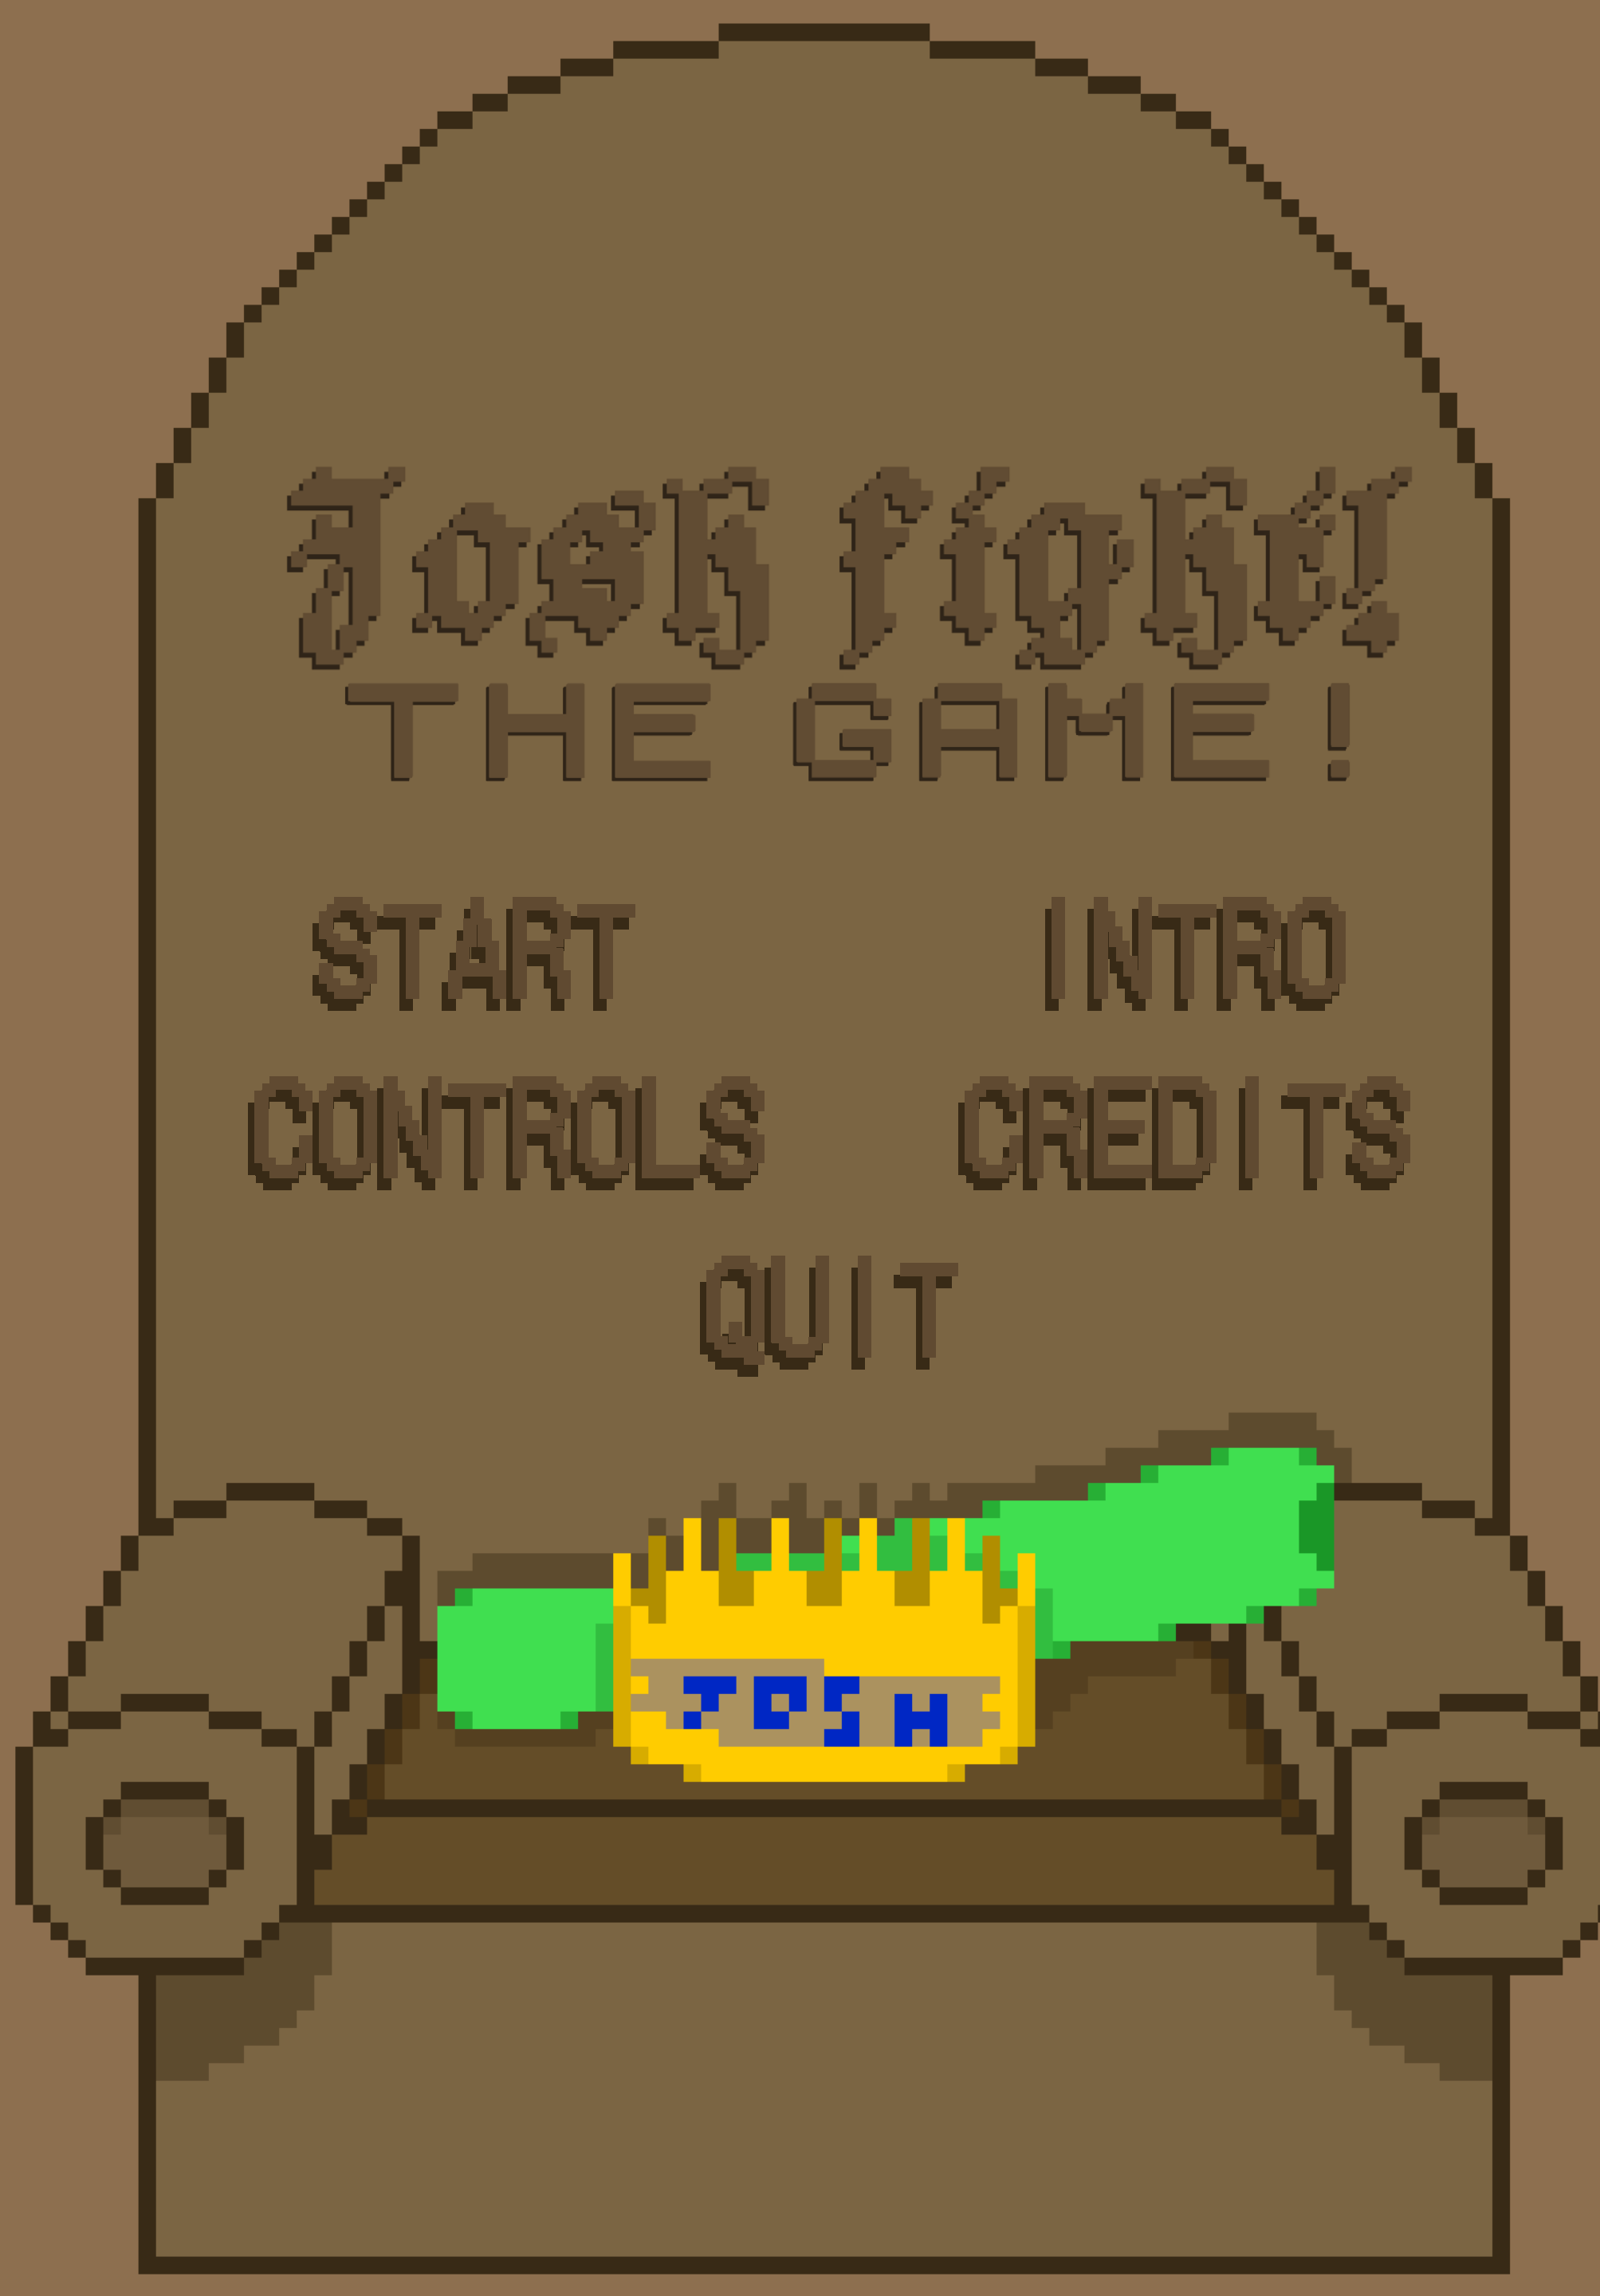 Josh fight!
THE GAME!
START INTRO
CONTROLS CREDITS
QUIT
JOSH